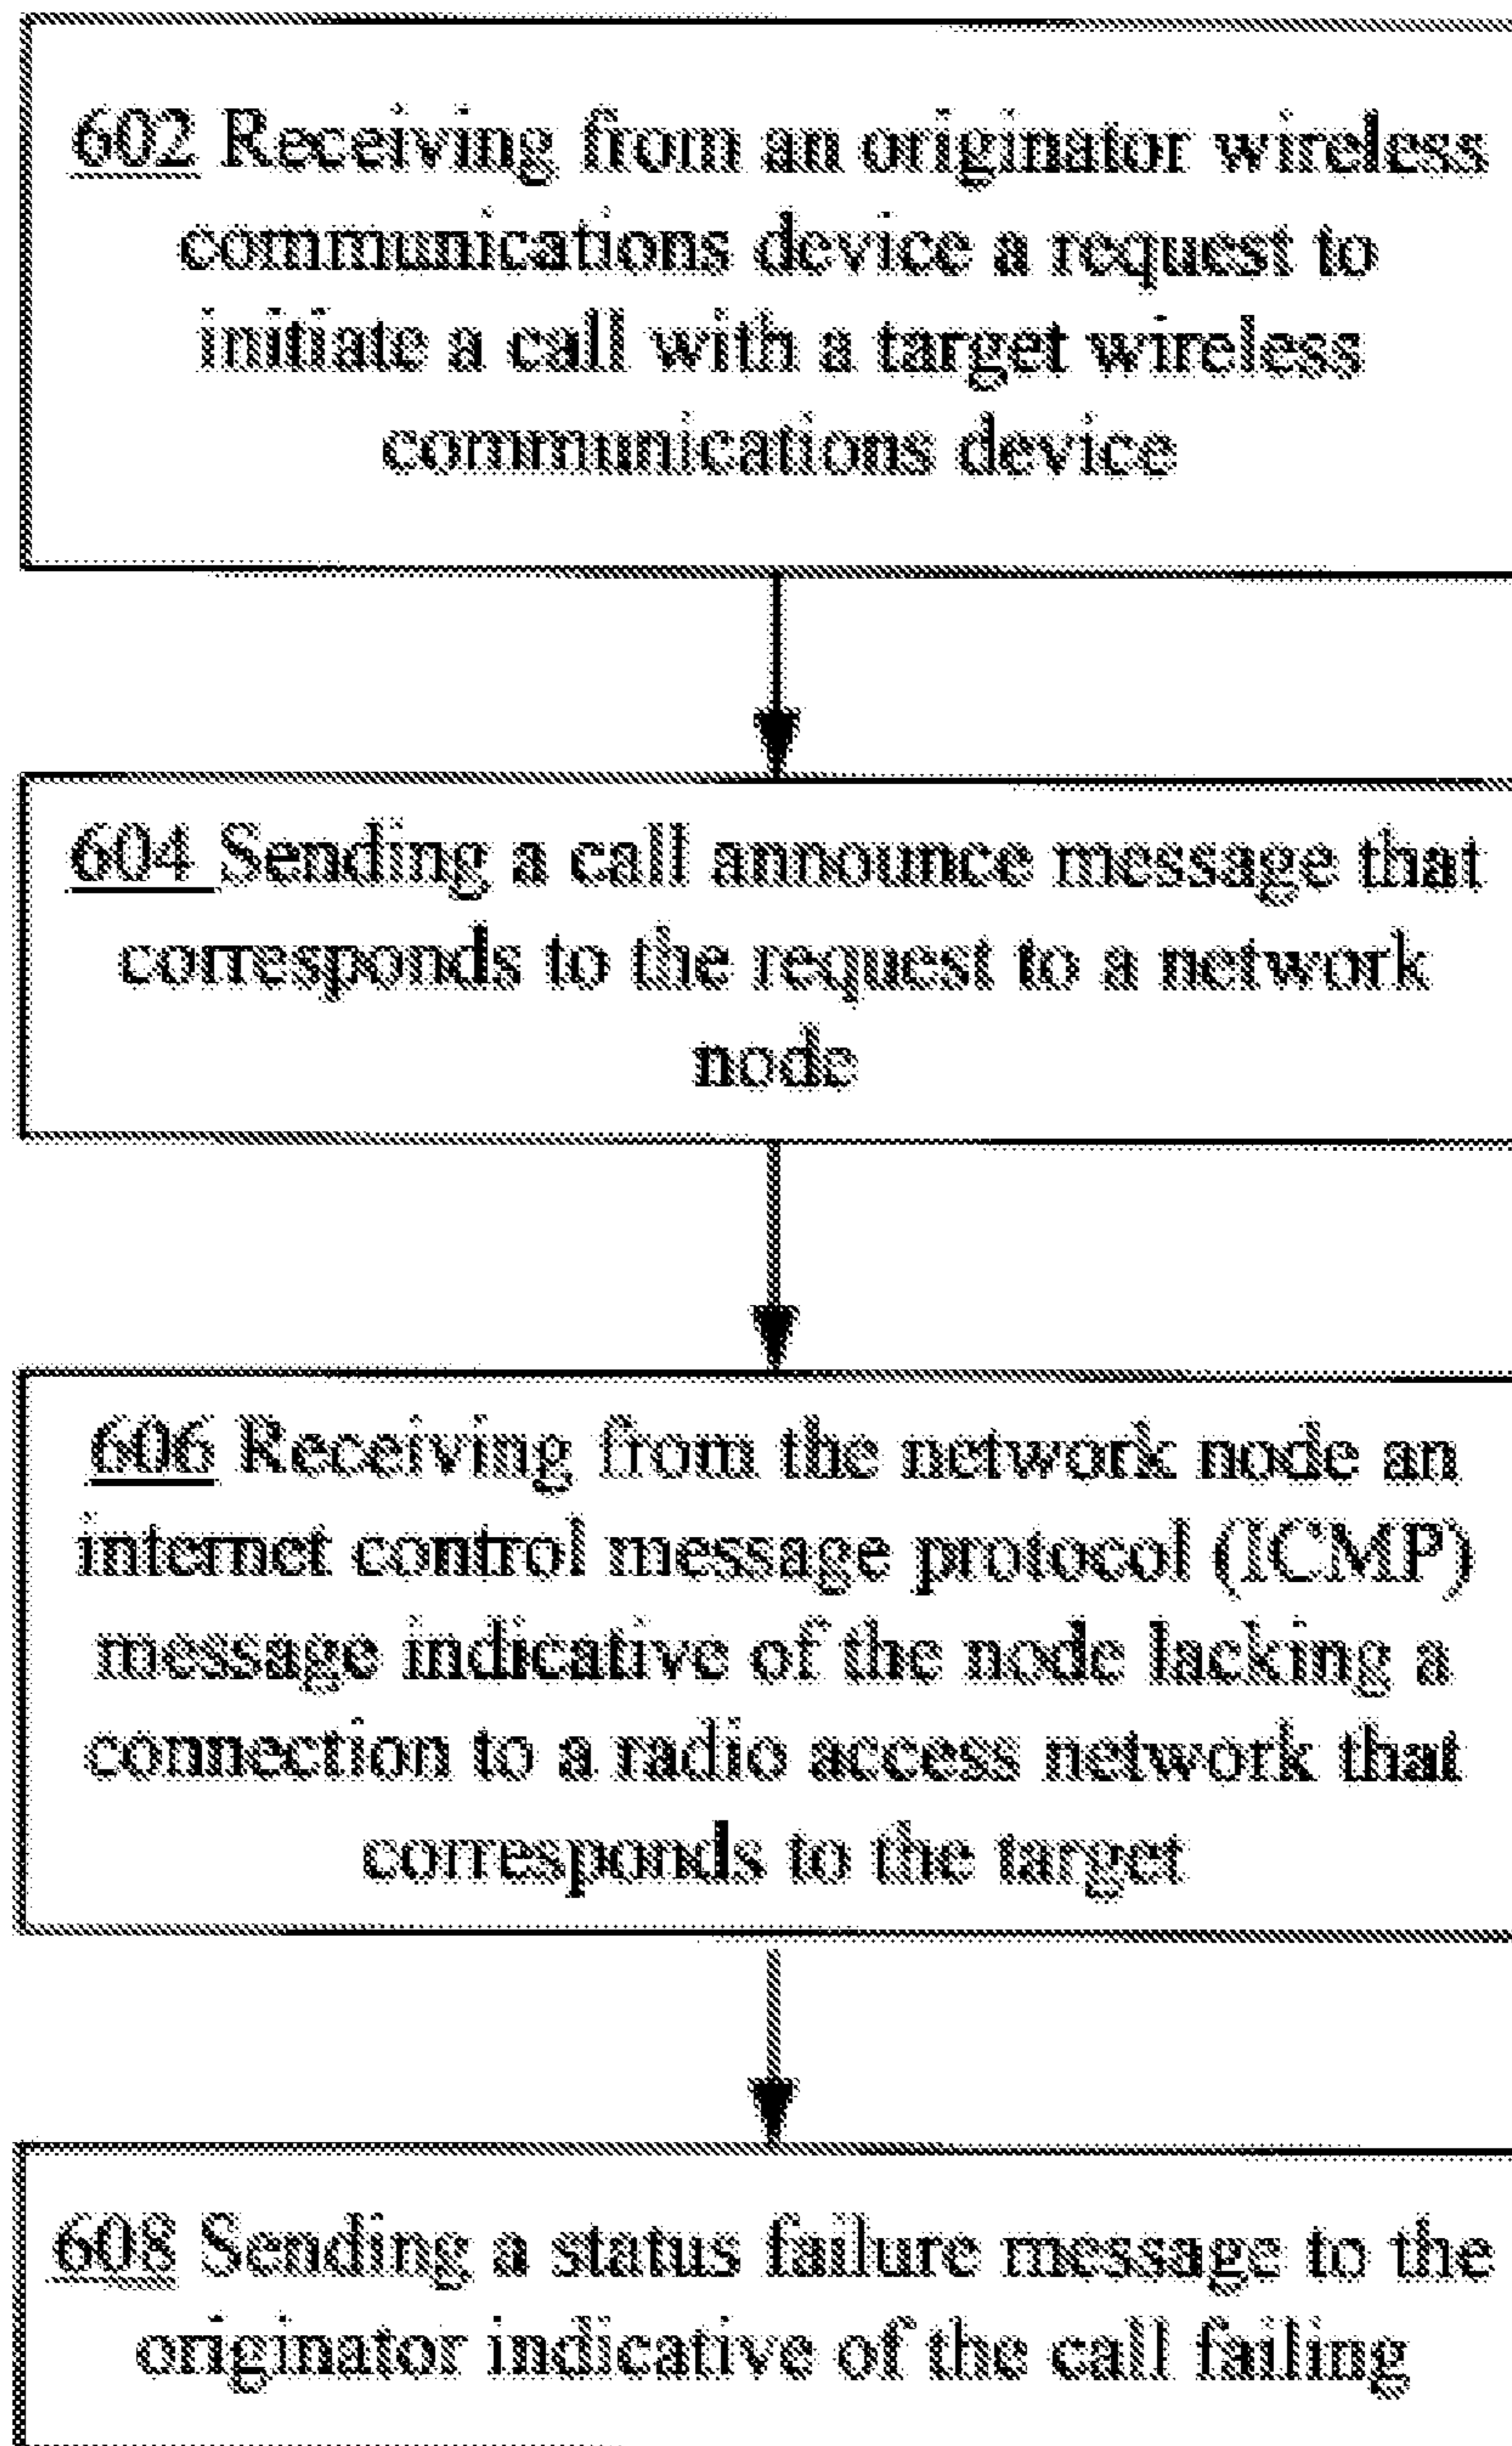 602 Receiving from an originator wireless
communications device a request to
initiate a call with a target wireless
communications device
604 Sending a call announce message that
corresponds to the request to a network
node
606 Receiving from the network node an
internet control message protocol (ICMP)
message indicative of the node lacking a
connection to a radio access network that
corresponds to the target
608 Sending a status failure message to the
originator indicative of the call failing